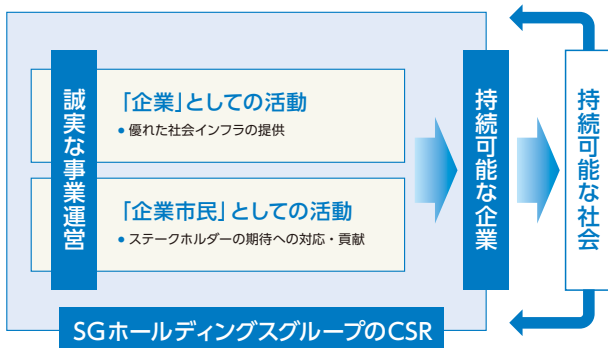 誠実な事業運営
「企業」としての活動
● 優れた社会インフラの提供
「企業市民」としての活動
● ステークホルダーの期待への対応・貢献
持続可能な企業
持続可能な社会
SGホールディングスグループのCSR